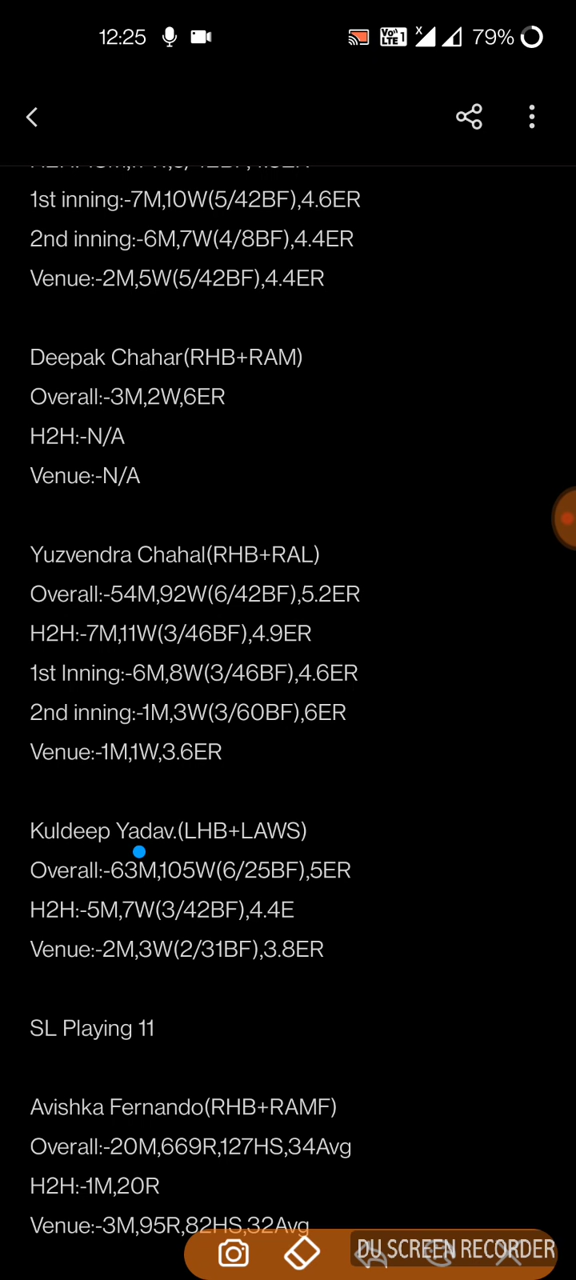 12:25
Vo))
LTE 1
X
79%
1st inning:-7M,10W(5/42BF),4.6ER
2nd inning:-6M,7W(4/8BF),4.4ER
Venue:-2M,5W(5/42BF),4.4ER
Deepak Chahar(RHB+RAM)
Overall:-3M,2W,6ER
H2H:-N/A
Venue:-N/A
Yuzvendra Chahal(RHB+RAL)
Overall:-54M,92W(6/42BF),5.2ER
H2H:-7M,11W(3/46BF),4.9ER
1st Inning:-6M,8W(3/46BF),4.6ER
2nd inning:-1M,3W(3/60BF),6ER
Venue:-1M,1W,3.6ER
Kuldeep Yadav.(LHB+LAWS)
Overall:-63M,105W(6/25BF),5ER
H2H:-5M,7W(3/42BF),4.4E
Venue:-2M,3W(2/31BF),3.8ER
SL Playing 11
Avishka Fernando(RHB+RAMF)
Overall:-20M,669R,127HS,34Avg
H2H:-1M,20R
Venue:-3M,95R,82HS,32Avg
DU SCREEN RECORDER